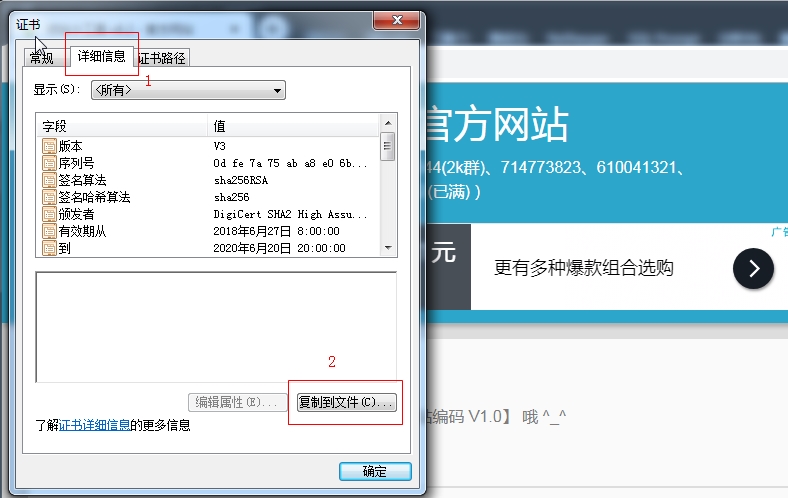 证书
常规 详细信息 证书路径
1
显示(S): <所有>
字段 值
版本 V3
序列号 0d fe 7a 75 ab a8 e0 6b...
签名算法 sha256RSA
签名哈希算法 sha256
颁发者 DigiCert SHA2 High Assu...
有效期从 2018年6月27日 8:00:00
到 2020年6月20日 20:00:00
2
编辑属性(E)... 复制到文件(C)...
了解证书详细信息的更多信息
确定
官方网站
44(2k群)、714773823、610041321、
(已满) )
广告
元
更有多种爆款组合选购
站编码 V1.0】 哦 ^_^